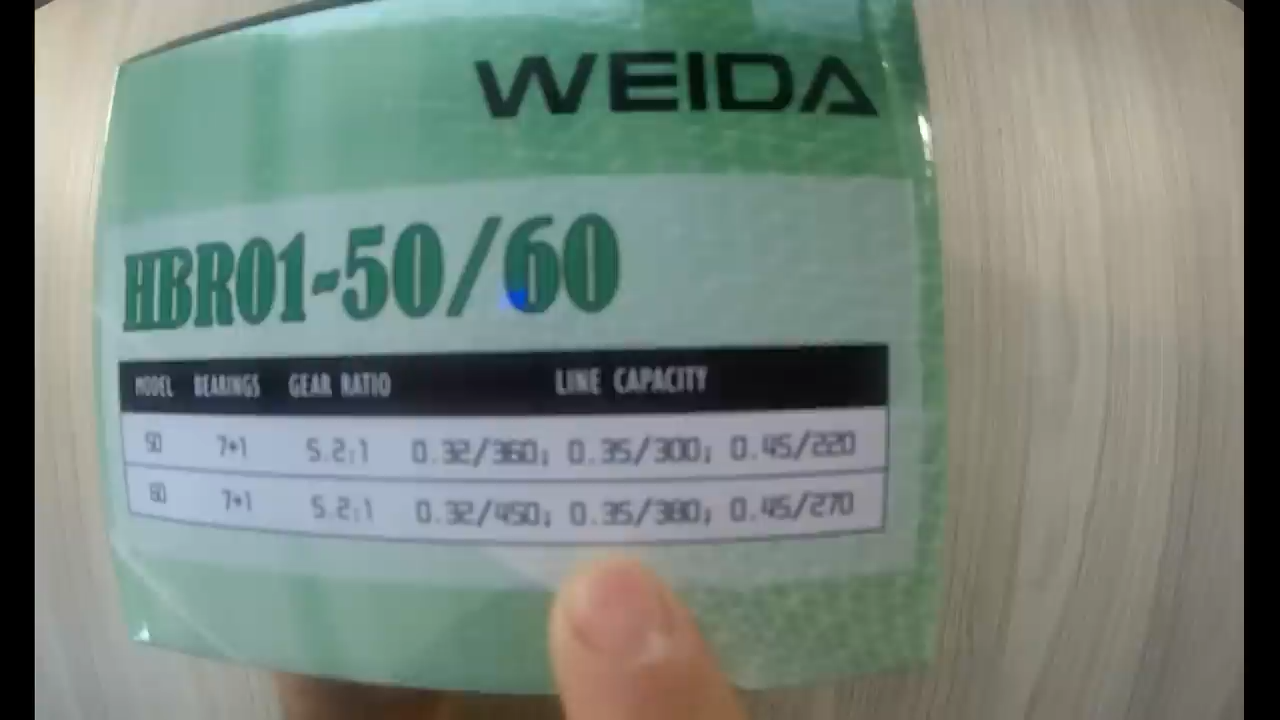 WEIDA
HBR01-50/60
MODEL BEARINGS GEAR RATIO LINE CAPACITY
50 7+1 5.2:1 0.32/360; 0.35/300; 0.45/220
60 7+1 5.2:1 0.32/450; 0.35/380; 0.45/270